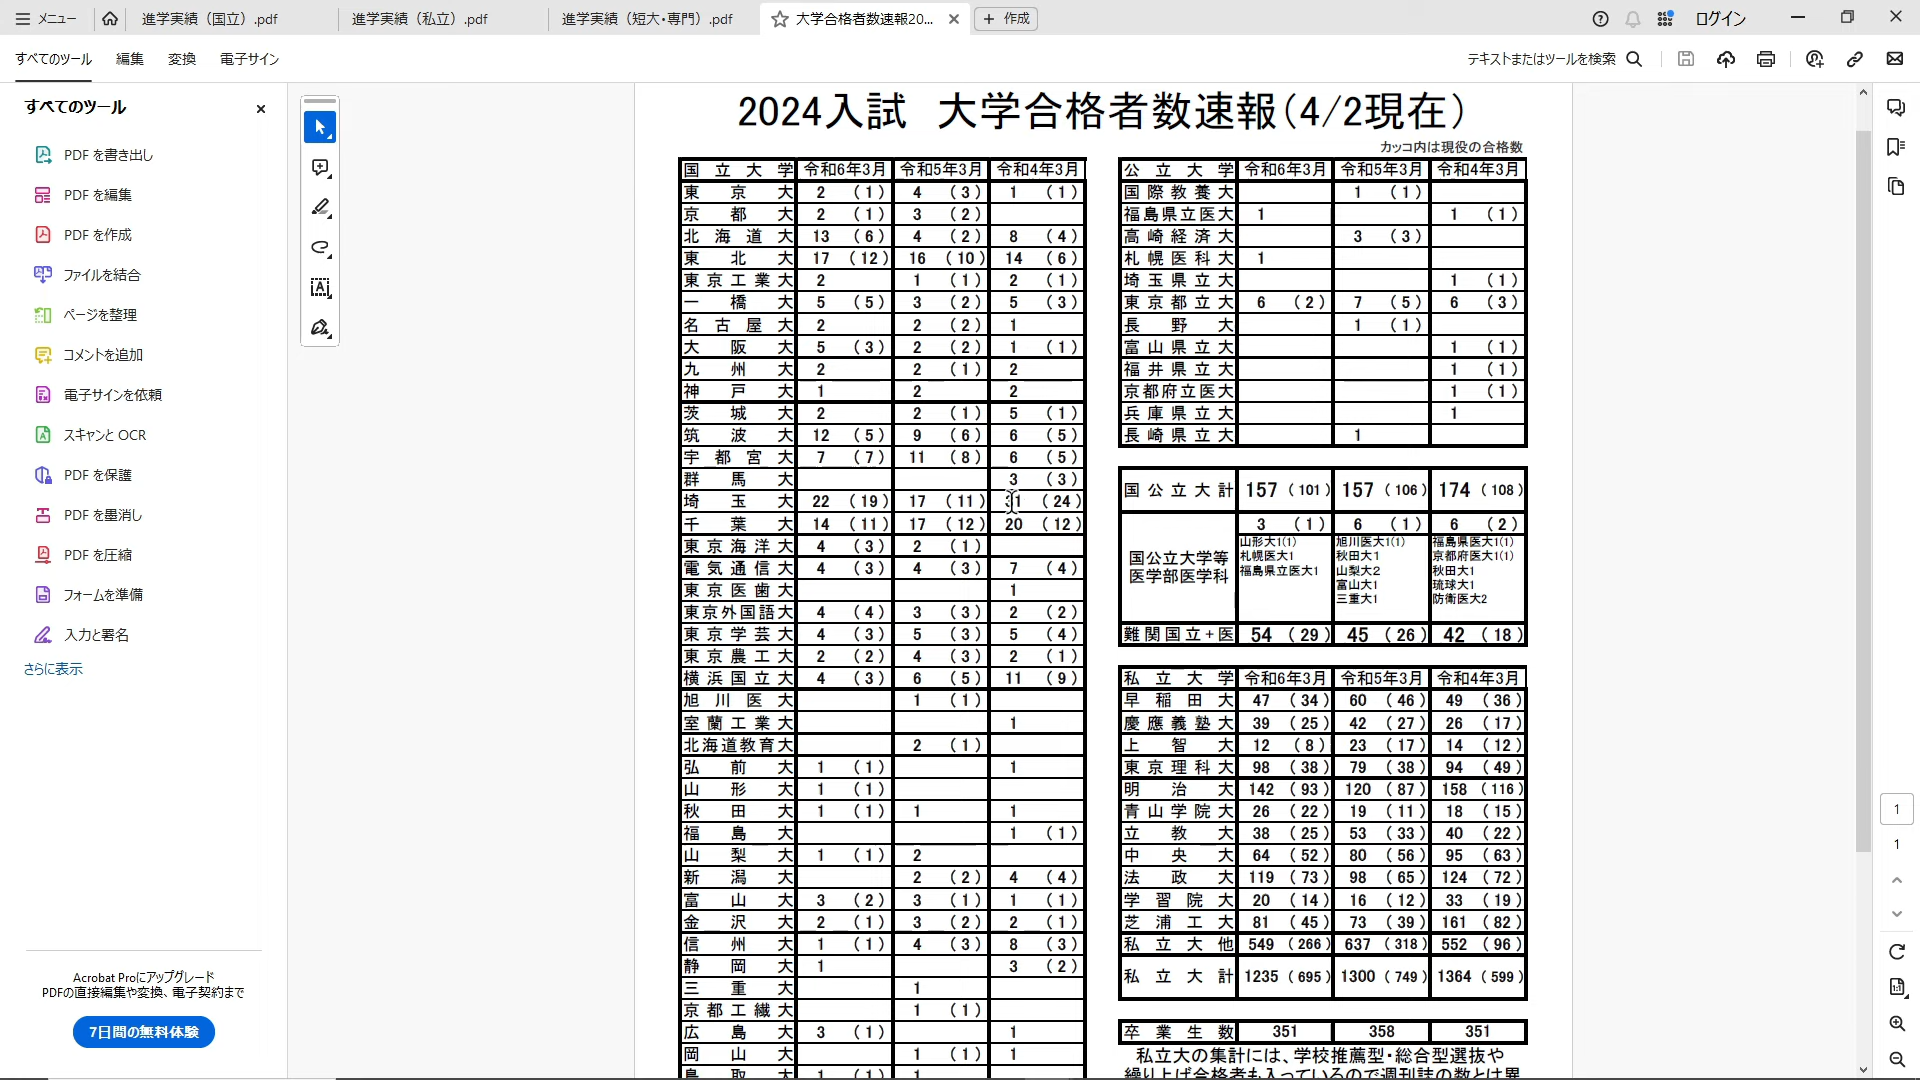 メニュー 進学実績（国立）.pdf 進学実績（私立）.pdf 進学実績（短大・専門）.pdf 大学合格者数速報20... 作成 ログイン
すべてのツール 編集 変換 電子サイン テキストまたはツールを検索
すべてのツール
PDF を書き出し
PDF を編集
PDF を作成
ファイルを結合
ページを整理
コメントを追加
電子サインを依頼
スキャンと OCR
PDF を保護
PDF を墨消し
PDF を圧縮
フォームを準備
入力と署名
さらに表示
Acrobat Proにアップグレード
PDFの直接編集や変換、電子契約まで
7日間の無料体験
2024入試 大学合格者数速報（4/2現在）
カッコ内は現役の合格数
国立大学 令和6年3月 令和5年3月 令和4年3月
東京大 2 （1） 4 （3） 1 （1）
京都大 2 （1） 3 （2）
北海道大 13 （6） 4 （2） 8 （4）
東北大 17 （12） 16 （10） 14 （6）
東京工業大 2 1 （1） 2 （1）
一橋大 5 （5） 3 （2） 5 （3）
名古屋大 2 2 （2） 1
大阪大 5 （3） 2 （2） 1 （1）
九州大 2 2 （1） 2
神戸大 1 2 2
茨城大 2 2 （1） 5 （1）
筑波大 12 （5） 9 （6） 6 （5）
宇都宮大 7 （7） 11 （8） 6 （5）
群馬大 3 （3）
埼玉大 22 （19） 17 （11） 31 （24）
千葉大 14 （11） 17 （12） 20 （12）
東京海洋大 4 （3） 2 （1）
電気通信大 4 （3） 4 （3） 7 （4）
東京医歯大 1
東京外国語大 4 （4） 3 （3） 2 （2）
東京学芸大 4 （3） 5 （3） 5 （4）
東京農工大 2 （2） 4 （3） 2 （1）
横浜国立大 4 （3） 6 （5） 11 （9）
旭川医大 1 （1）
室蘭工業大 1
北海道教育大 2 （1）
弘前大 1 （1） 1
山形大 1 （1）
秋田大 1 （1） 1 1
福島大 1 （1）
山梨大 1 （1） 2
新潟大 2 （2） 4 （4）
富山大 3 （2） 3 （1） 1 （1）
金沢大 2 （1） 3 （2） 2 （1）
信州大 1 （1） 4 （3） 8 （3）
静岡大 1 3 （2）
三重大 1
京都工繊大 1 （1）
広島大 3 （1） 1
岡山大 1 （1） 1
鳥取大 1 （1） 1
公立大学 令和6年3月 令和5年3月 令和4年3月
国際教養大 1 （1）
福島県立医大 1 1 （1）
高崎経済大 3 （3）
札幌医科大 1
埼玉県立大 1 （1）
東京都立大 6 （2） 7 （5） 6 （3）
長野大 1 （1）
富山県立大 1 （1）
福井県立大 1 （1）
京都府立医大 1 （1）
兵庫県立大 1
長崎県立大 1
国公立大計 157 （101） 157 （106） 174 （108）
国公立大学等
医学部医学科
3 （1） 6 （1） 6 （2）
山形大1(1) 旭川医大1(1) 福島県医大1(1)
札幌医大1 秋田大1 京都府医大1(1)
福島県立医大1 山梨大2 秋田大1
富山大1 琉球大1
三重大1 防衛医大2
難関国立＋医 54 （29） 45 （26） 42 （18）
私立大学 令和6年3月 令和5年3月 令和4年3月
早稲田大 47 （34） 60 （46） 49 （36）
慶應義塾大 39 （25） 42 （27） 26 （17）
上智大 12 （8） 23 （17） 14 （12）
東京理科大 98 （38） 79 （38） 94 （49）
明治大 142 （93） 120 （87） 158 （116）
青山学院大 26 （22） 19 （11） 18 （15）
立教大 38 （25） 53 （33） 40 （22）
中央大 64 （52） 80 （56） 95 （63）
法政大 119 （73） 98 （65） 124 （72）
学習院大 20 （14） 16 （12） 33 （19）
芝浦工大 81 （45） 73 （39） 161 （82）
私立大他 549 （266） 637 （318） 552 （96）
私立大計 1235 （695） 1300 （749） 1364 （599）
卒業生数 351 358 351
私立大の集計には、学校推薦型・総合型選抜や
繰り上げ合格者も入っているので週刊誌の数とは異
1
1